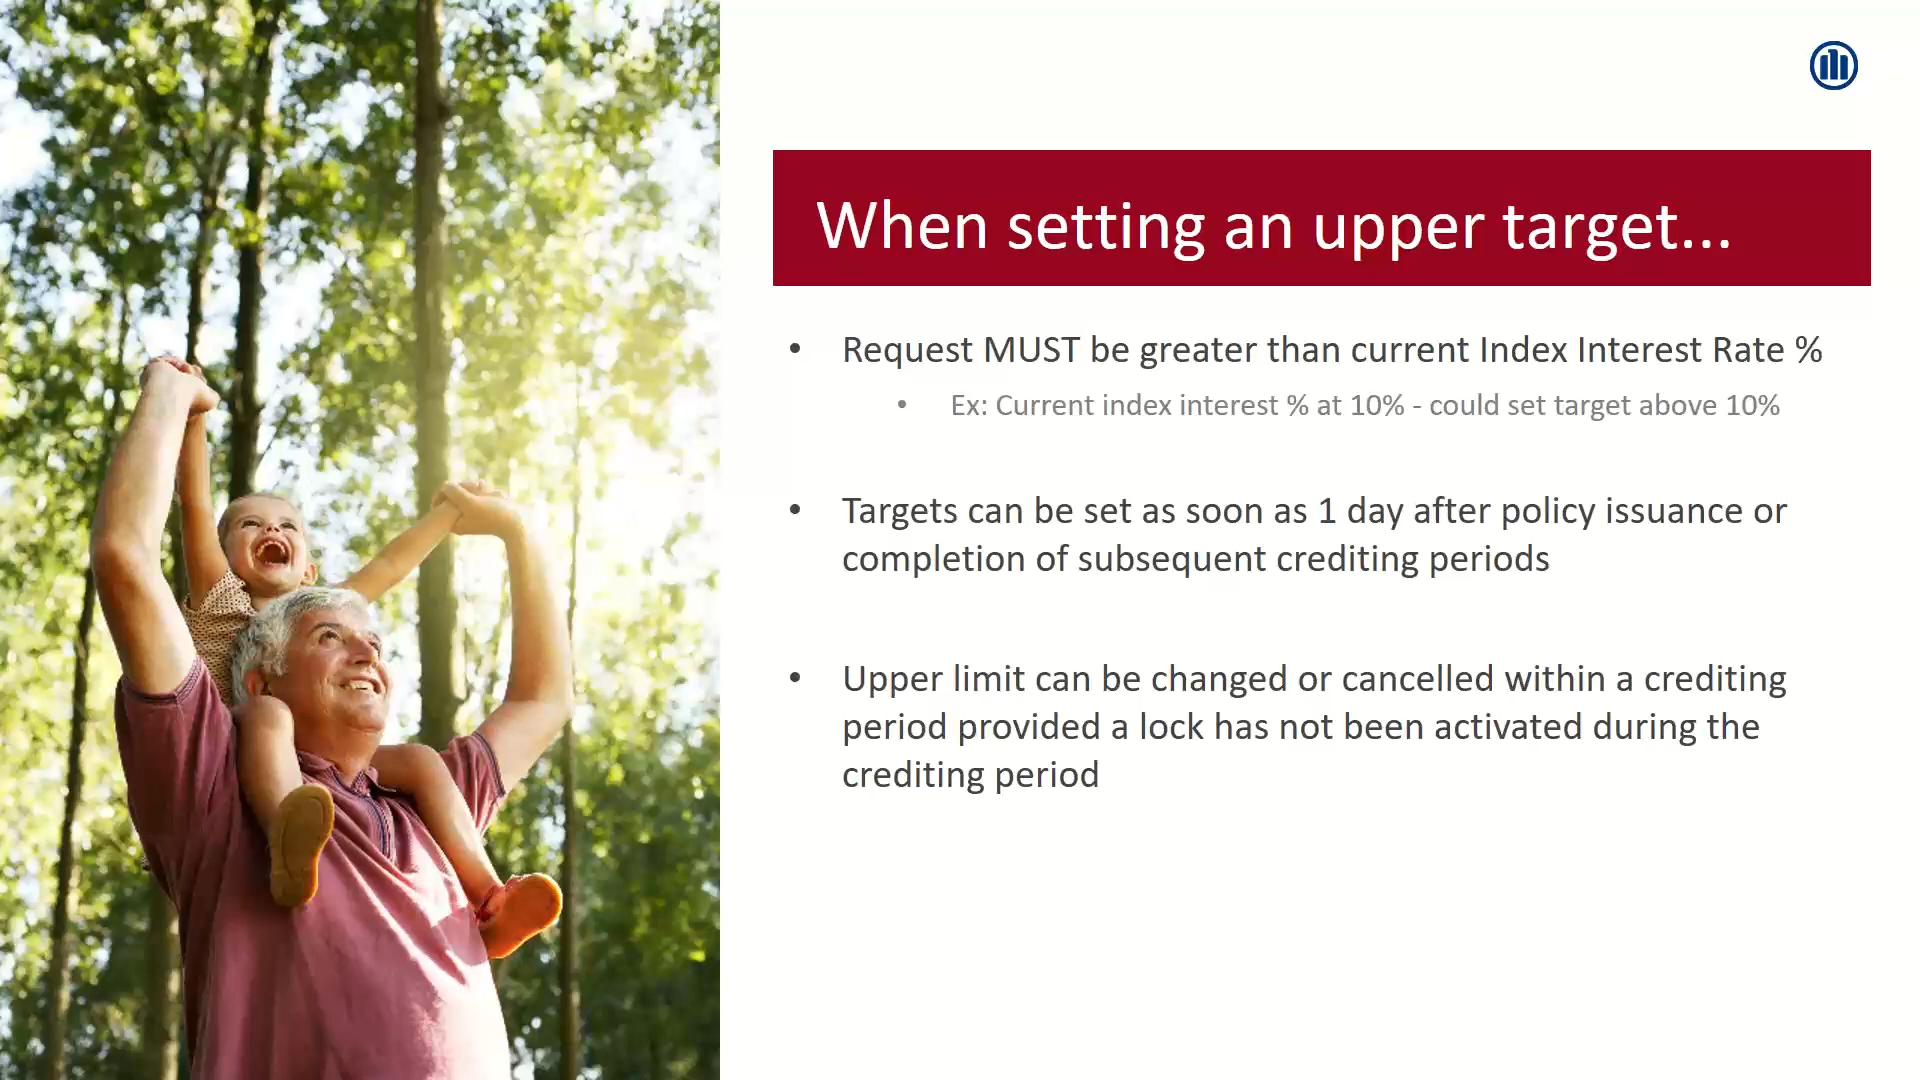 When setting an upper target...
• Request MUST be greater than current Index Interest Rate %
• Ex: Current index interest % at 10% - could set target above 10%
• Targets can be set as soon as 1 day after policy issuance or
completion of subsequent crediting periods
• Upper limit can be changed or cancelled within a crediting
period provided a lock has not been activated during the
crediting period